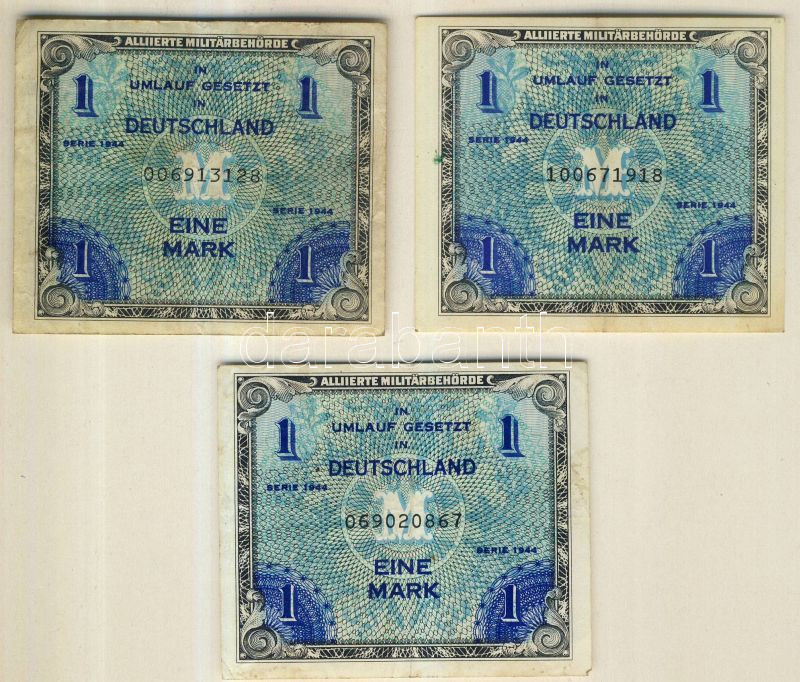 ALLIIERTE MILITÄRBEHÖRDE
1 1
IN
UMLAUF GESETZT
IN
DEUTSCHLAND
SERIE 1944
M
006913128
SERIE 1944
EINE
MARK
1 1
ALLIIERTE MILITÄRBEHÖRDE
1 1
IN
UMLAUF GESETZT
IN
DEUTSCHLAND
SERIE 1944
M
100671918
SERIE 1944
EINE
MARK
1 1
darabanth
ALLIIERTE MILITÄRBEHÖRDE
1 1
IN
UMLAUF GESETZT
IN
DEUTSCHLAND
SERIE 1944
M
069020867
SERIE 1944
EINE
MARK
1 1